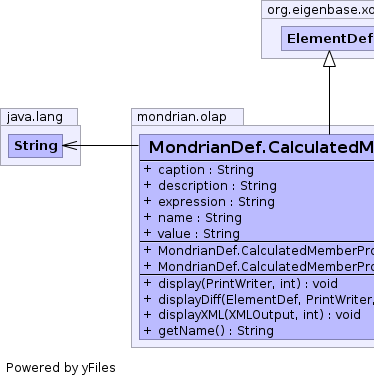 org.eigenbase.xo
ElementDef
java.lang
String
mondrian.olap
MondrianDef.CalculatedM
+ caption : String
+ description : String
+ expression : String
+ name : String
+ value : String
+ MondrianDef.CalculatedMemberPro
+ MondrianDef.CalculatedMemberPro
+ display(PrintWriter, int) : void
+ displayDiff(ElementDef, PrintWriter,
+ displayXML(XMLOutput, int) : void
+ getName() : String
Powered by yFiles